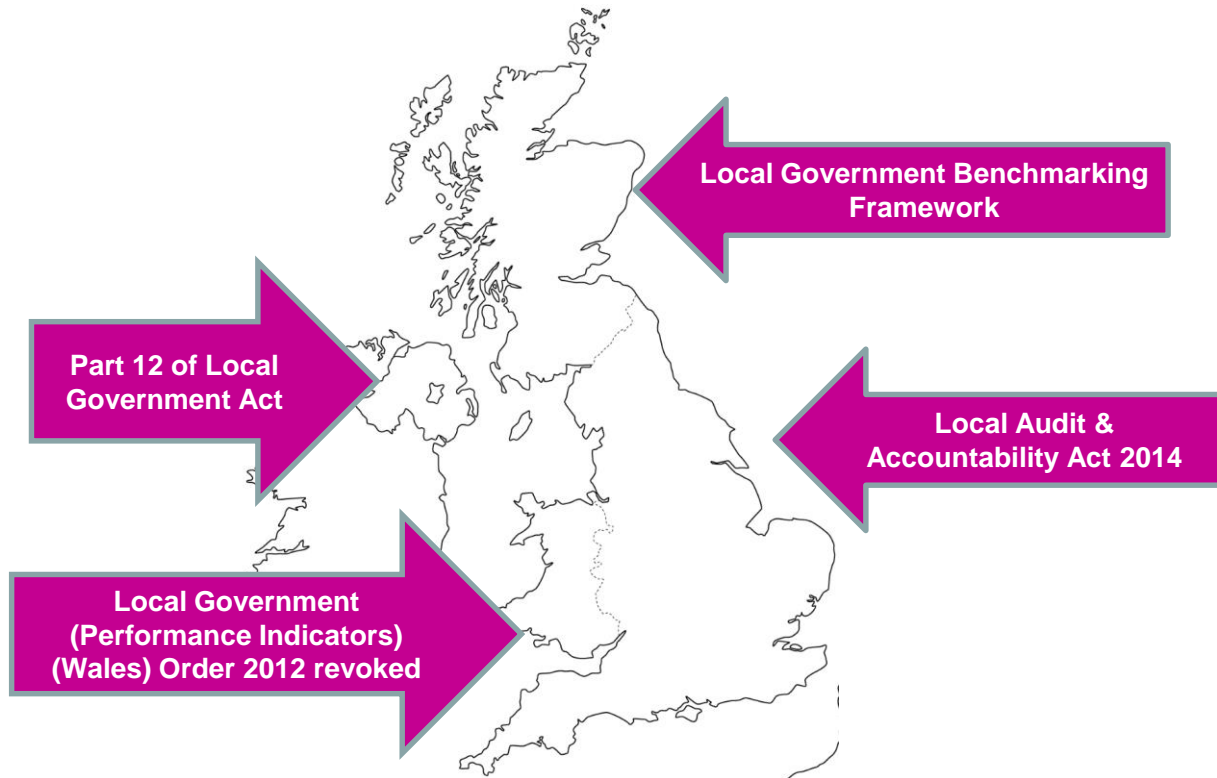 Local Government Benchmarking
Framework
Part 12 of Local
Government Act
Local Audit &
Accountability Act 2014
Local Government
(Performance Indicators)
(Wales) Order 2012 revoked